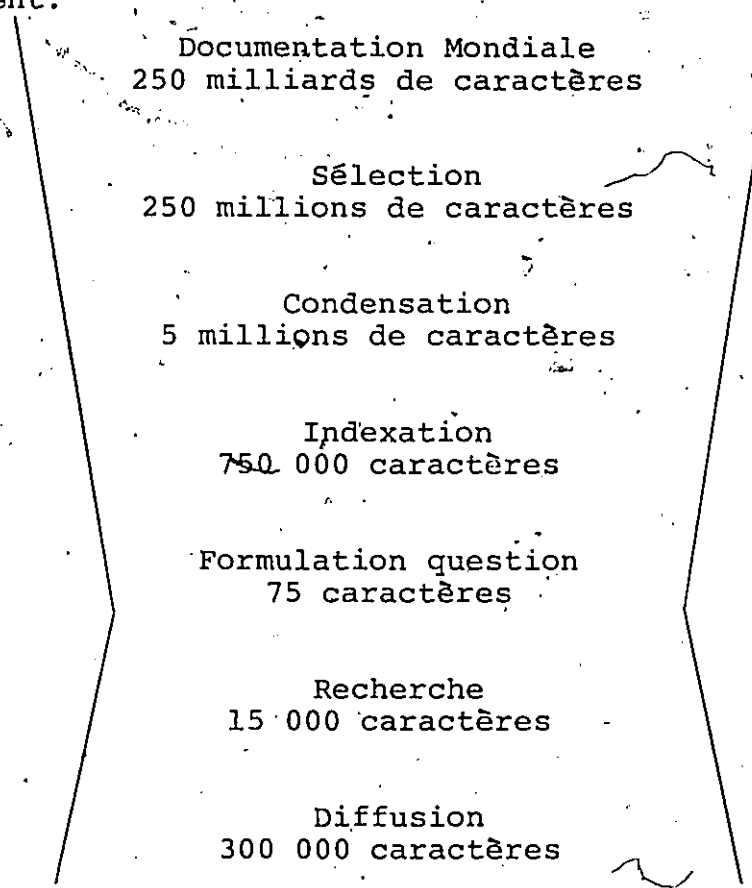 Documentation Mondiale
250 milliards de caractères
Sélection
250 millions de caractères
Condensation
5 millions de caractères
Indexation
750 000 caractères
Formulation question
75 caractères
Recherche
15 000 caractères
Diffusion
300 000 caractères